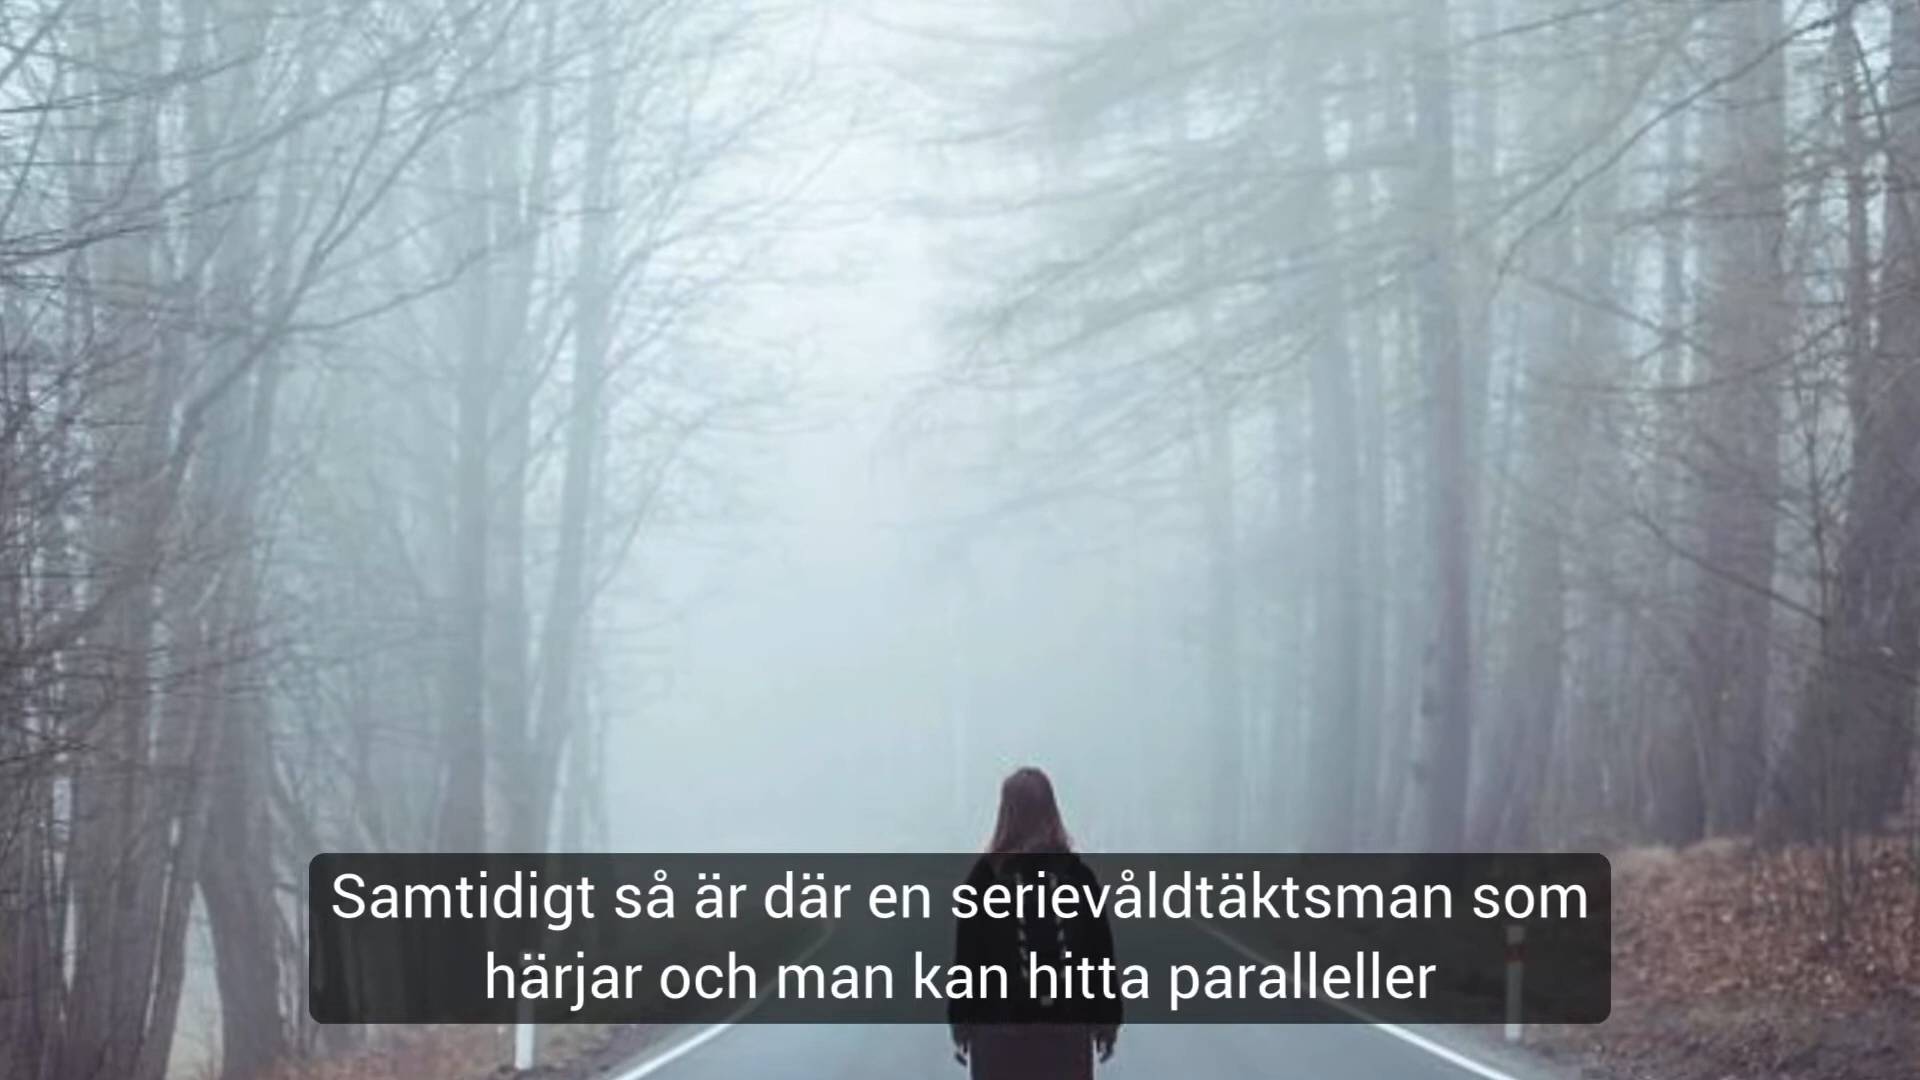 Samtidigt så är där en serievåldtäktsman som
härjar och man kan hitta paralleller